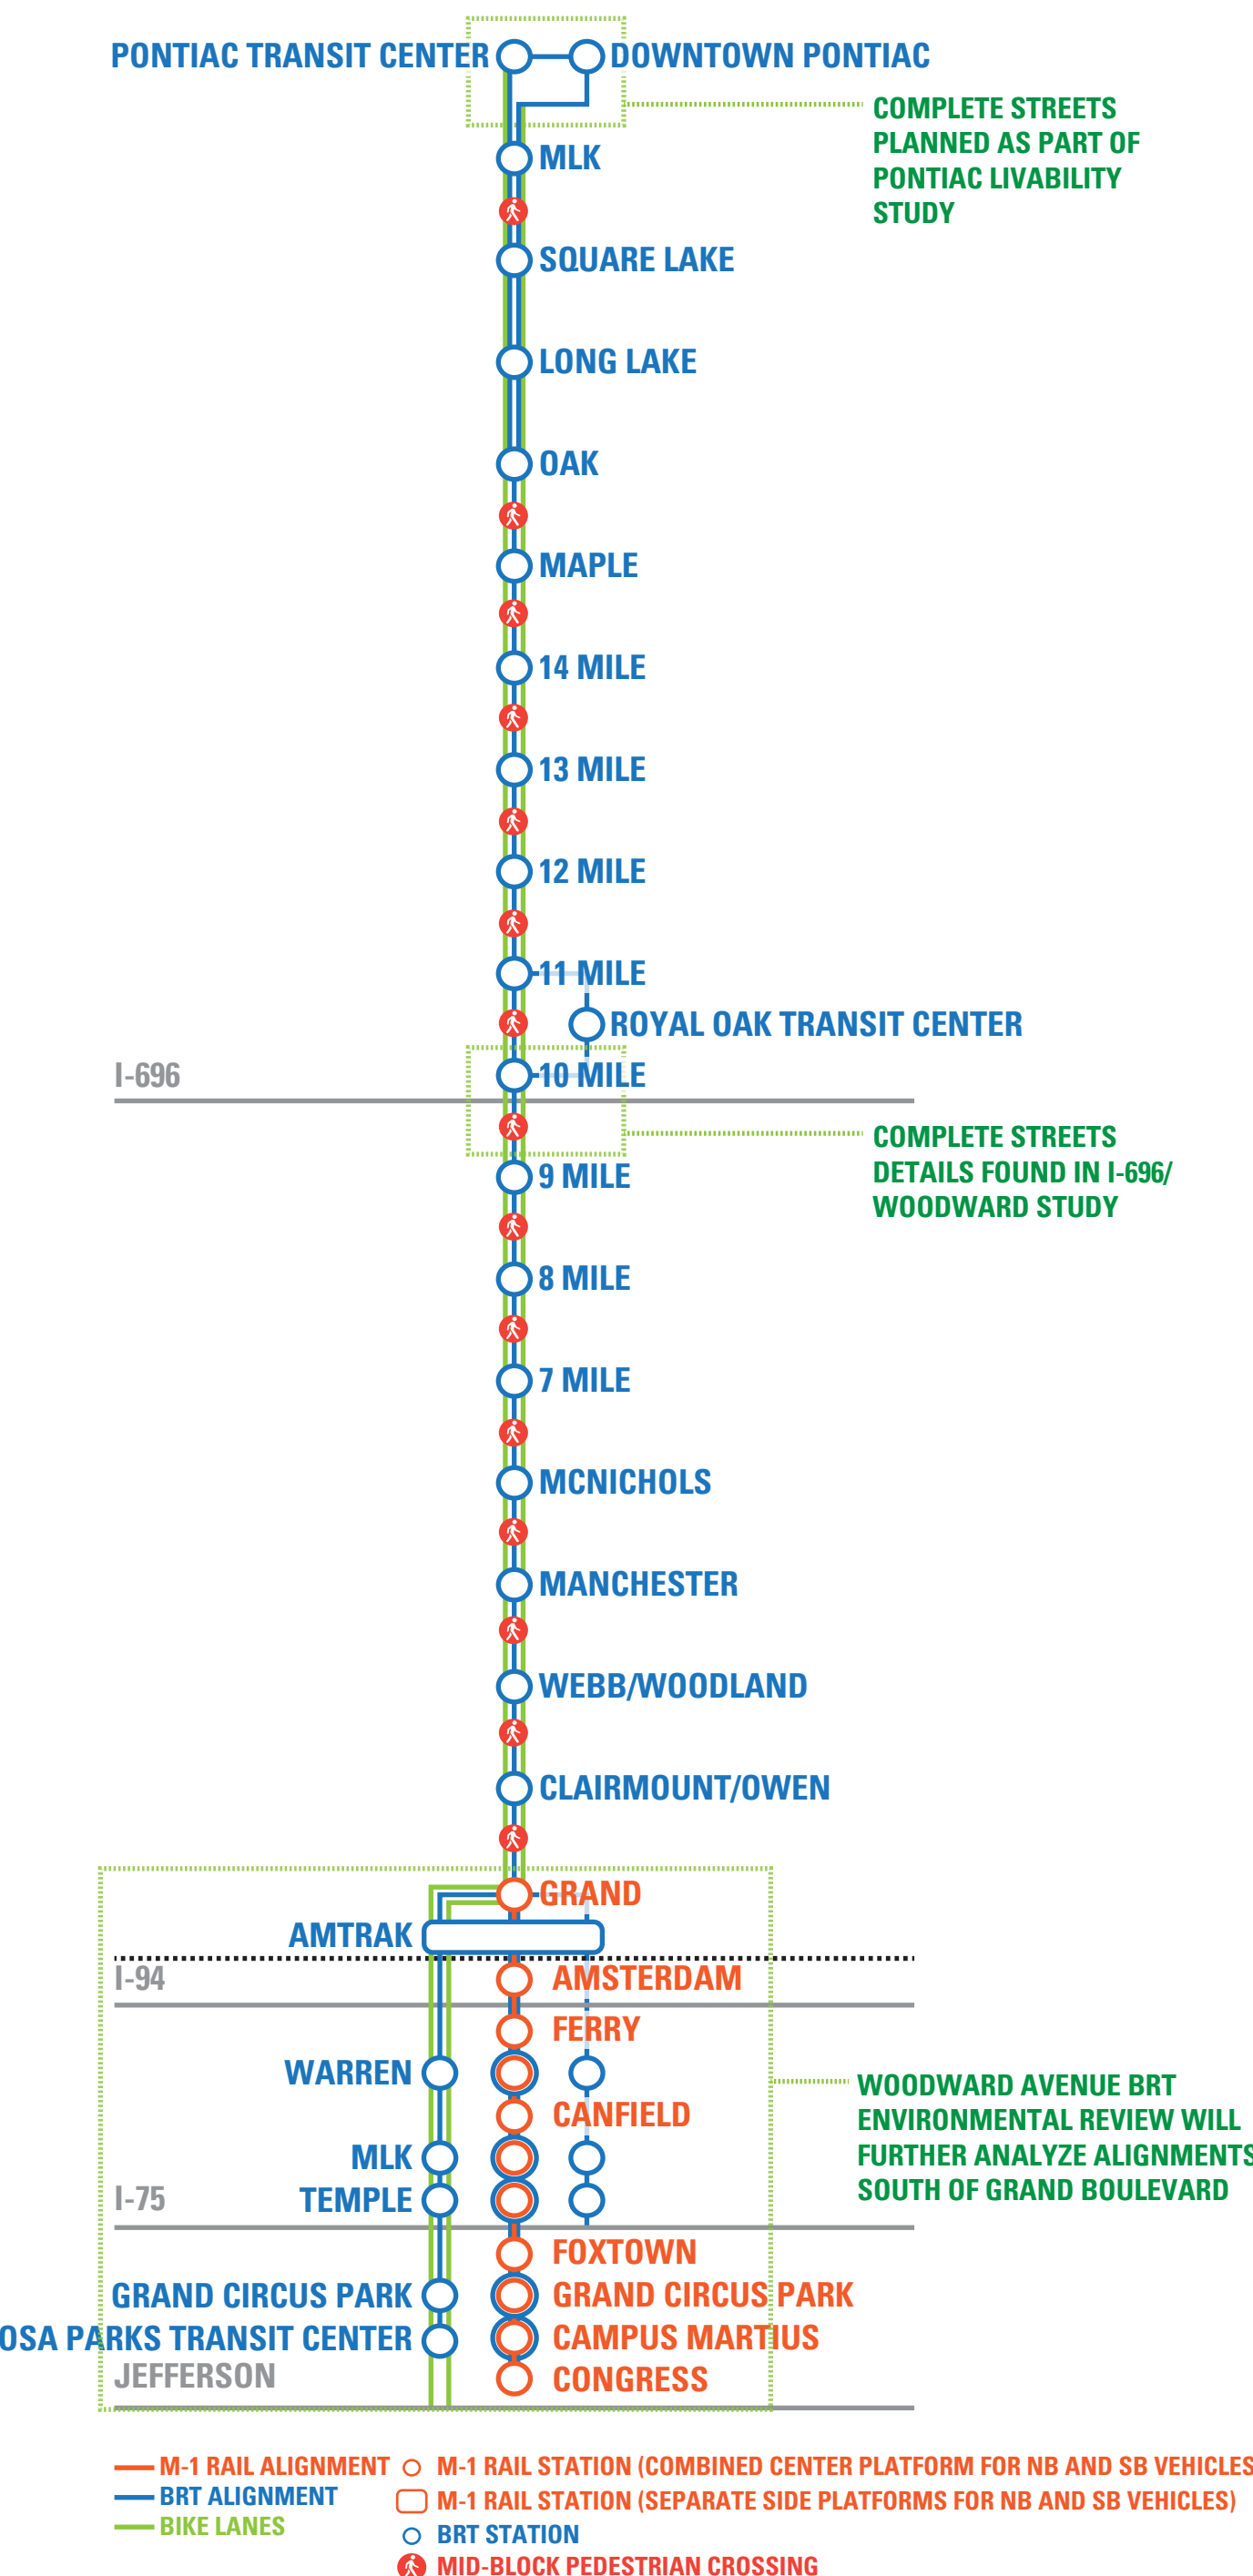 PONTIAC TRANSIT CENTER
DOWNTOWN PONTIAC
COMPLETE STREETS
PLANNED AS PART OF
PONTIAC LIVABILITY
STUDY
MLK
SQUARE LAKE
LONG LAKE
OAK
MAPLE
14 MILE
13 MILE
12 MILE
11 MILE
ROYAL OAK TRANSIT CENTER
I-696
10 MILE
COMPLETE STREETS
DETAILS FOUND IN I-696/
WOODWARD STUDY
9 MILE
8 MILE
7 MILE
MCNICHOLS
MANCHESTER
WEBB/WOODLAND
CLAIRMOUNT/OWEN
GRAND
AMTRAK
I-94
AMSTERDAM
FERRY
WARREN
CANFIELD
WOODWARD AVENUE BRT
ENVIRONMENTAL REVIEW WILL
FURTHER ANALYZE ALIGNMENTS
SOUTH OF GRAND BOULEVARD
MLK
I-75
TEMPLE
FOXTOWN
GRAND CIRCUS PARK
GRAND CIRCUS PARK
OSA PARKS TRANSIT CENTER
CAMPUS MARTIUS
JEFFERSON
CONGRESS
M-1 RAIL ALIGNMENT
BRT ALIGNMENT
BIKE LANES
M-1 RAIL STATION (COMBINED CENTER PLATFORM FOR NB AND SB VEHICLES
M-1 RAIL STATION (SEPARATE SIDE PLATFORMS FOR NB AND SB VEHICLES)
BRT STATION
MID-BLOCK PEDESTRIAN CROSSING